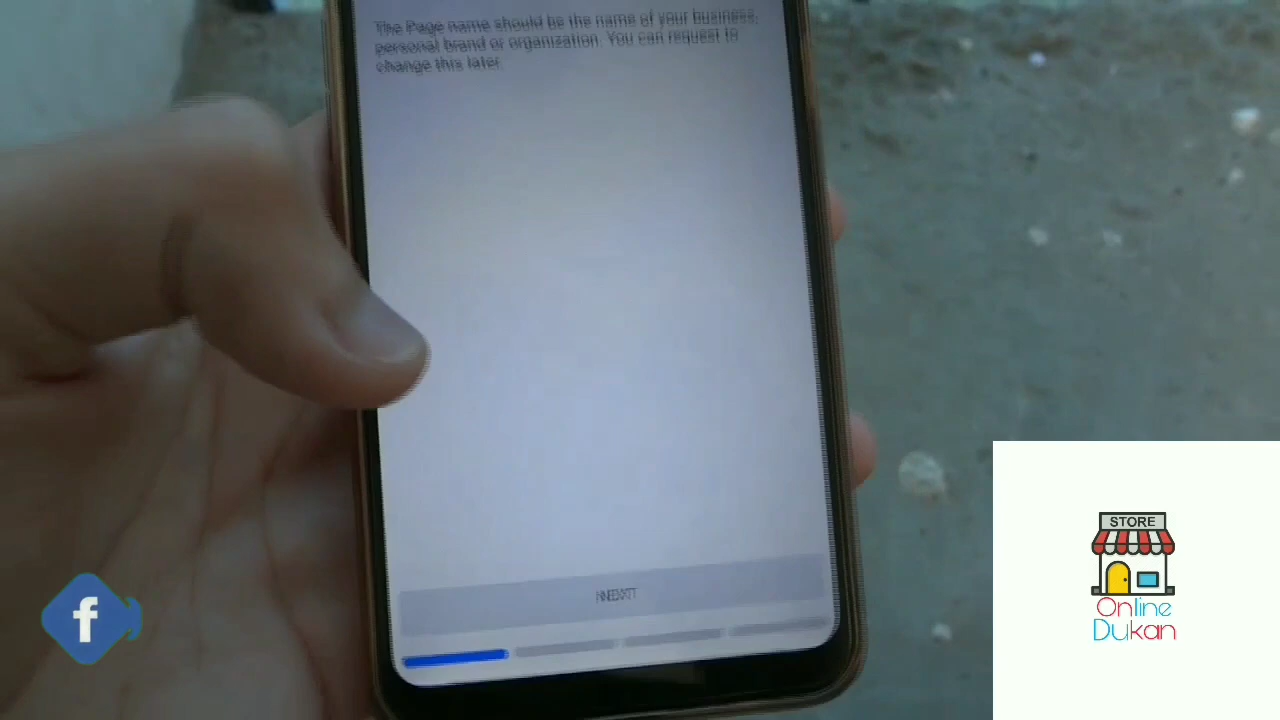 The Page name should be the name of your business,
personal brand or organization. You can request to
change this later.
f
STORE
Online
Dukan